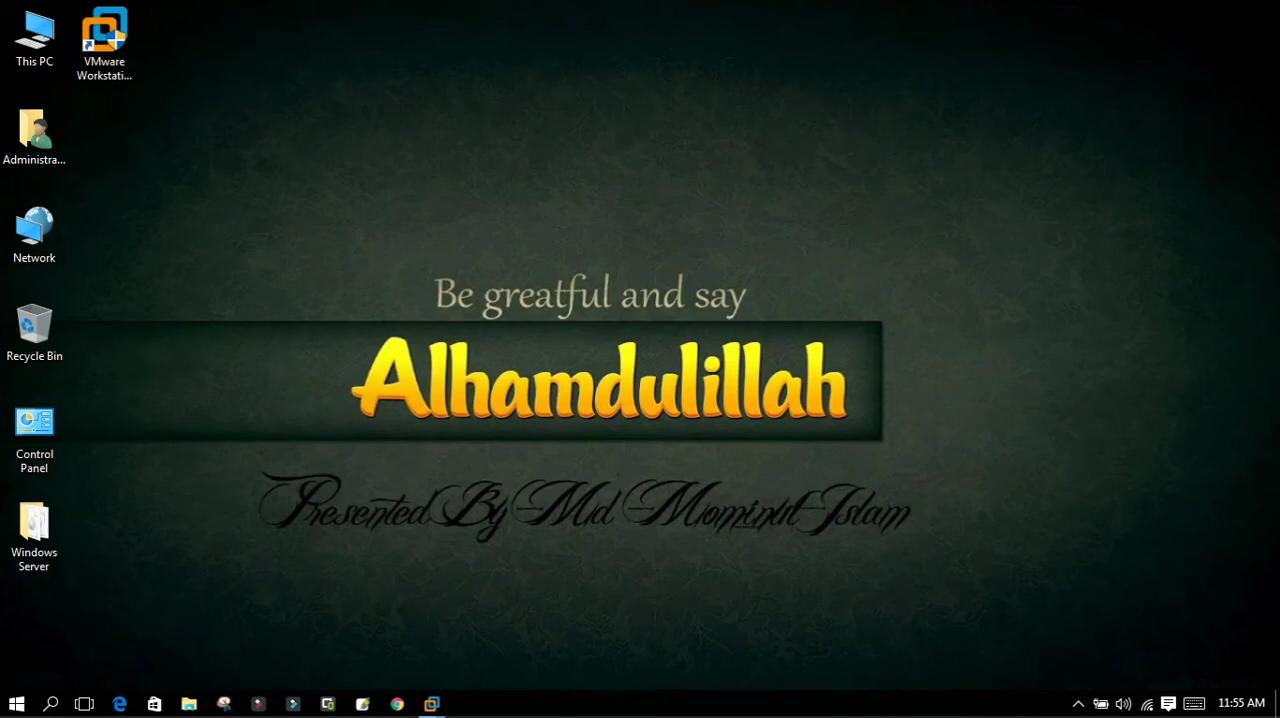 This PC
VMware
Workstati...
Administra...
Network
Recycle Bin
Control
Panel
Windows
Server
Be greatful and say
Alhamdulillah
Presented By Md Mominul Islam
11:55 AM